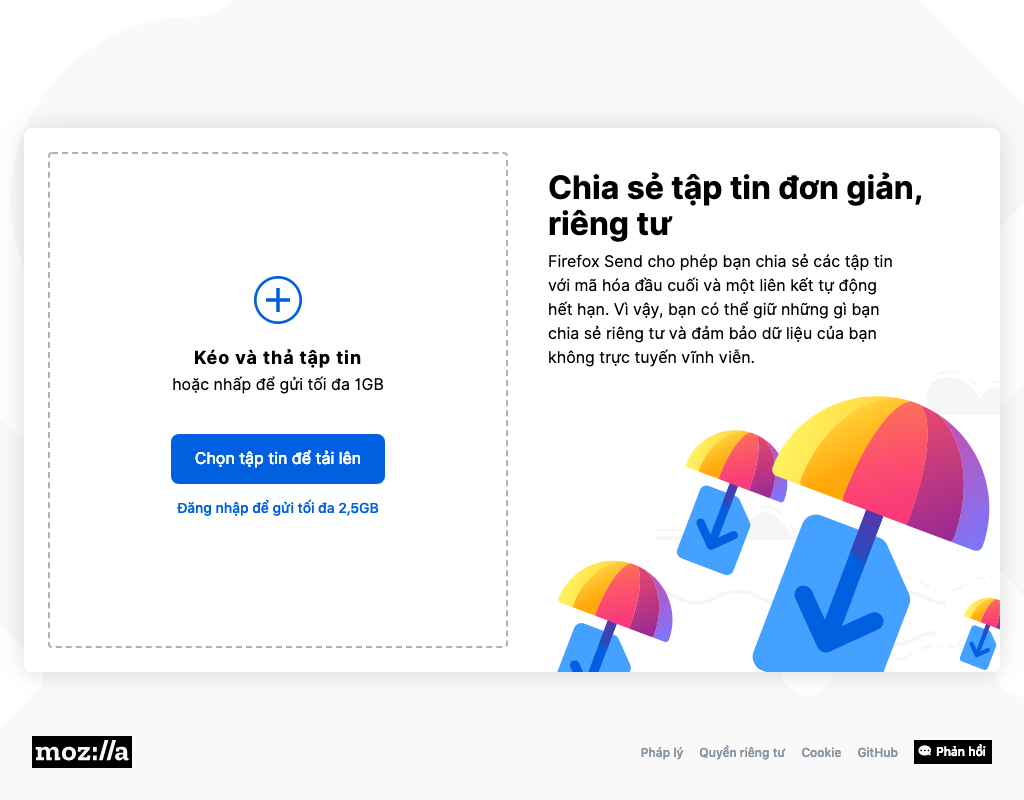 Kéo và thả tập tin
hoặc nhấp để gửi tối đa 1GB
Chọn tập tin để tải lên
Đăng nhập để gửi tối đa 2,5GB
Chia sẻ tập tin đơn giản,
riêng tư
Firefox Send cho phép bạn chia sẻ các tập tin
với mã hóa đầu cuối và một liên kết tự động
hết hạn. Vì vậy, bạn có thể giữ những gì bạn
chia sẻ riêng tư và đảm bảo dữ liệu của bạn
không trực tuyến vĩnh viễn.
moz://a
Pháp lý Quyền riêng tư Cookie GitHub Phản hồi